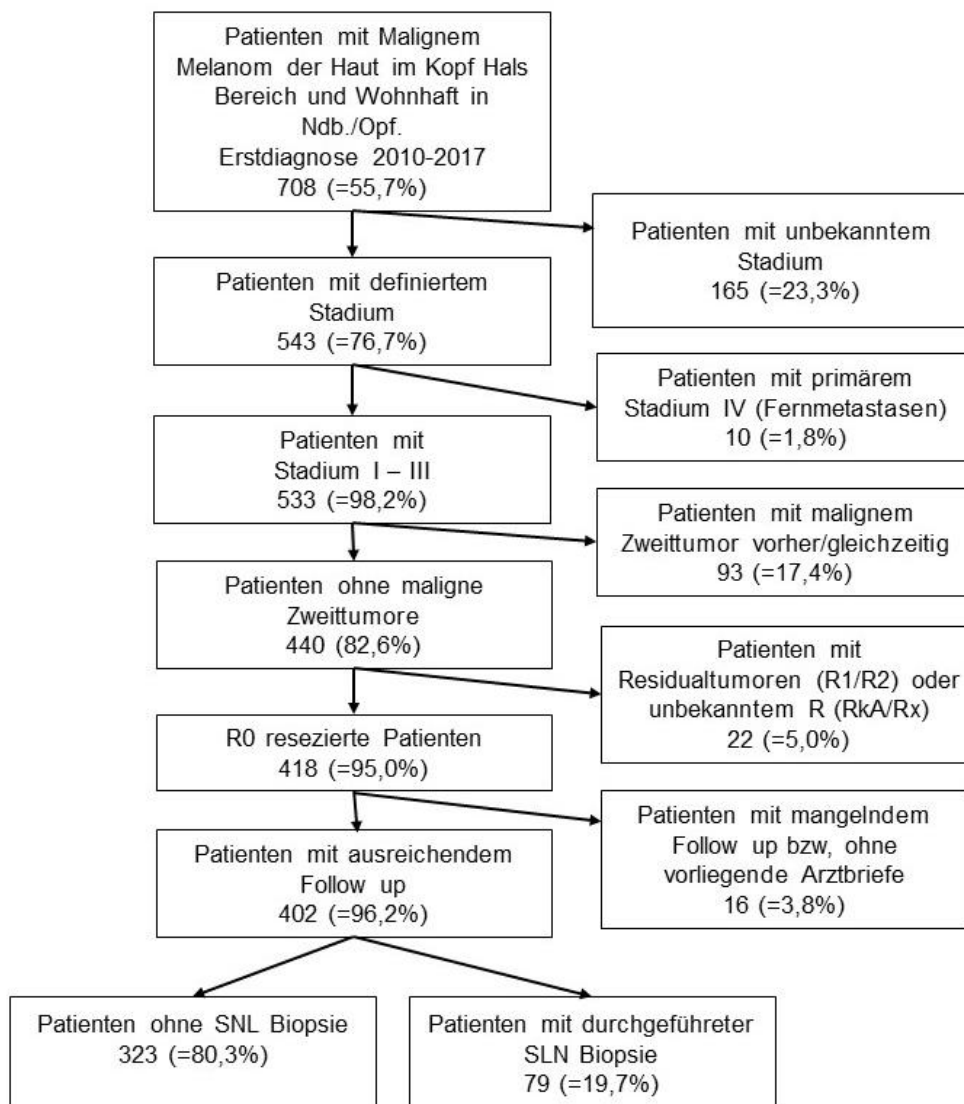 Patienten mit Malignem
Melanom der Haut im Kopf Hals
Bereich und Wohnhaft in
Ndb./Opf.
Erstdiagnose 2010-2017
708 (=55,7%)
Patienten mit unbekanntem
Stadium
165 (=23,3%)
Patienten mit definiertem
Stadium
543 (=76,7%)
Patienten mit primärem
Stadium IV (Fernmetastasen)
10 (=1,8%)
Patienten mit
Stadium I – III
533 (=98,2%)
Patienten mit malignem
Zweittumor vorher/gleichzeitig
93 (=17,4%)
Patienten ohne maligne
Zweittumore
440 (82,6%)
Patienten mit
Residualtumoren (R1/R2) oder
unbekanntem R (RkA/Rx)
22 (=5,0%)
R0 resezierte Patienten
418 (=95,0%)
Patienten mit mangelndem
Follow up bzw, ohne
vorliegende Arztbriefe
16 (=3,8%)
Patienten mit ausreichendem
Follow up
402 (=96,2%)
Patienten ohne SNL Biopsie
323 (=80,3%)
Patienten mit durchgeführeter
SLN Biopsie
79 (=19,7%)